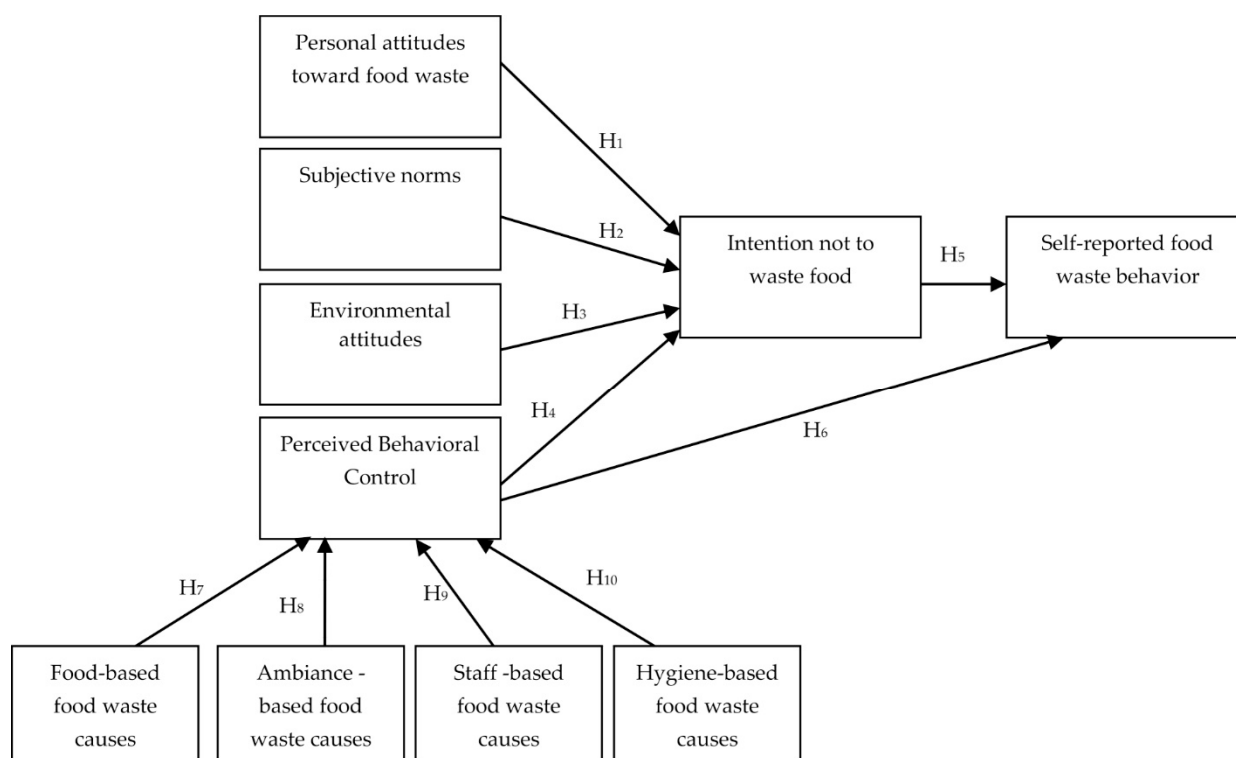 Personal attitudes
toward food waste
H1
Subjective norms
H2
Intention not to
waste food
H5
Self-reported food
waste behavior
Environmental
attitudes
H3
H4
Perceived Behavioral
Control
H6
H7
H8
H9
H10
Food-based
food waste
causes
Ambiance -
based food
waste causes
Staff -based
food waste
causes
Hygiene-based
food waste
causes